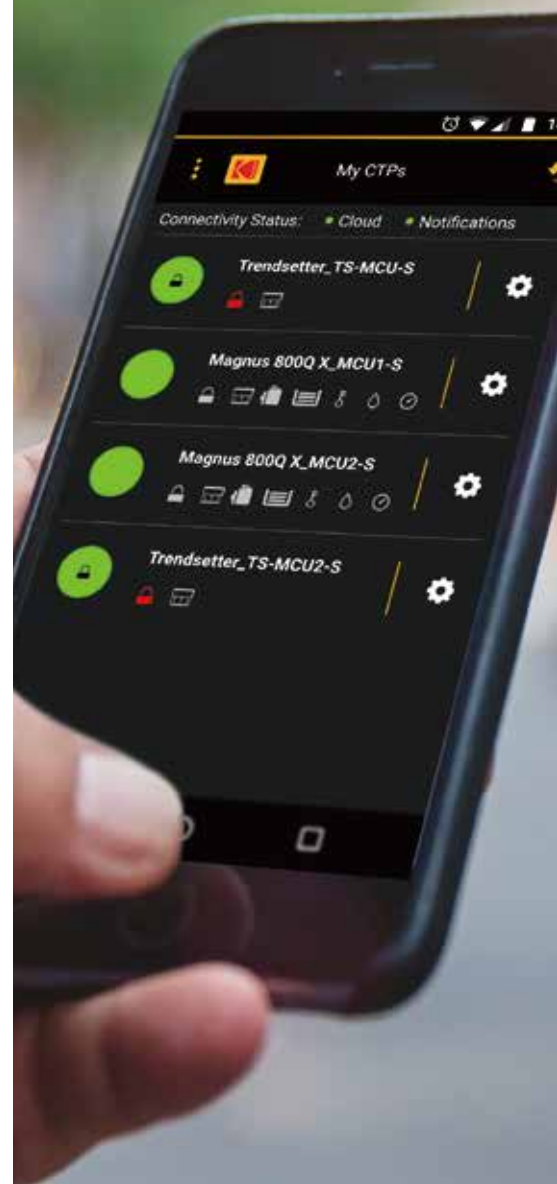 My CTPs
Connectivity Status: • Cloud • Notifications
Trendsetter_TS-MCU-S
Magnus 800Q X_MCU1-S
Magnus 800Q X_MCU2-S
Trendsetter_TS-MCU2-S